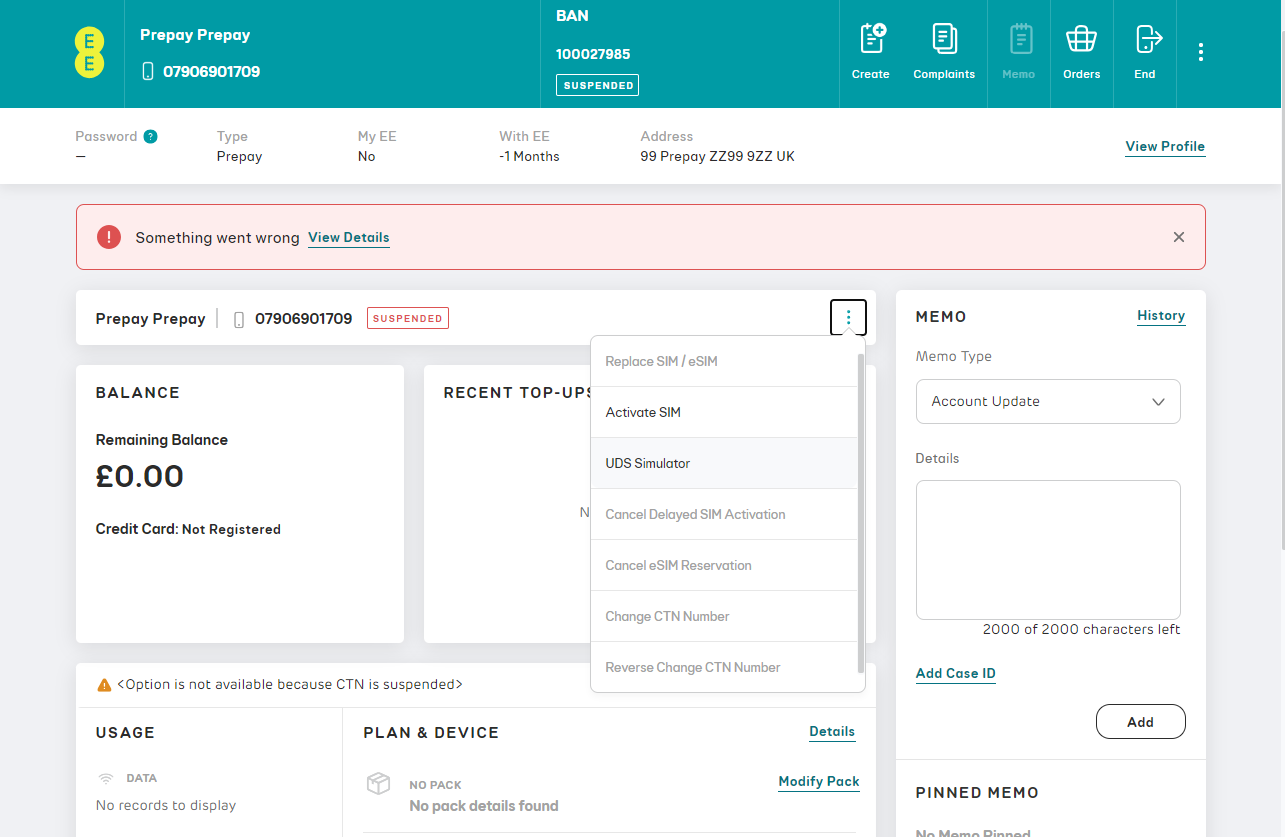 E
E
Prepay Prepay
07906901709
BAN
100027985
SUSPENDED
Create
Complaints
Memo
Orders
End
Password ?
—
Type
Prepay
My EE
No
With EE
-1 Months
Address
99 Prepay ZZ99 9ZZ UK
View Profile
! Something went wrong View Details
Prepay Prepay 07906901709 SUSPENDED
Replace SIM / eSIM
Activate SIM
UDS Simulator
Cancel Delayed SIM Activation
Cancel eSIM Reservation
Change CTN Number
Reverse Change CTN Number
BALANCE
Remaining Balance
£0.00
Credit Card: Not Registered
RECENT TOP-UPS
<Option is not available because CTN is suspended>
USAGE
DATA
No records to display
PLAN & DEVICE
Details
NO PACK
No pack details found
Modify Pack
MEMO
History
Memo Type
Account Update
Details
2000 of 2000 characters left
Add Case ID
Add
PINNED MEMO
No Memo Pinned